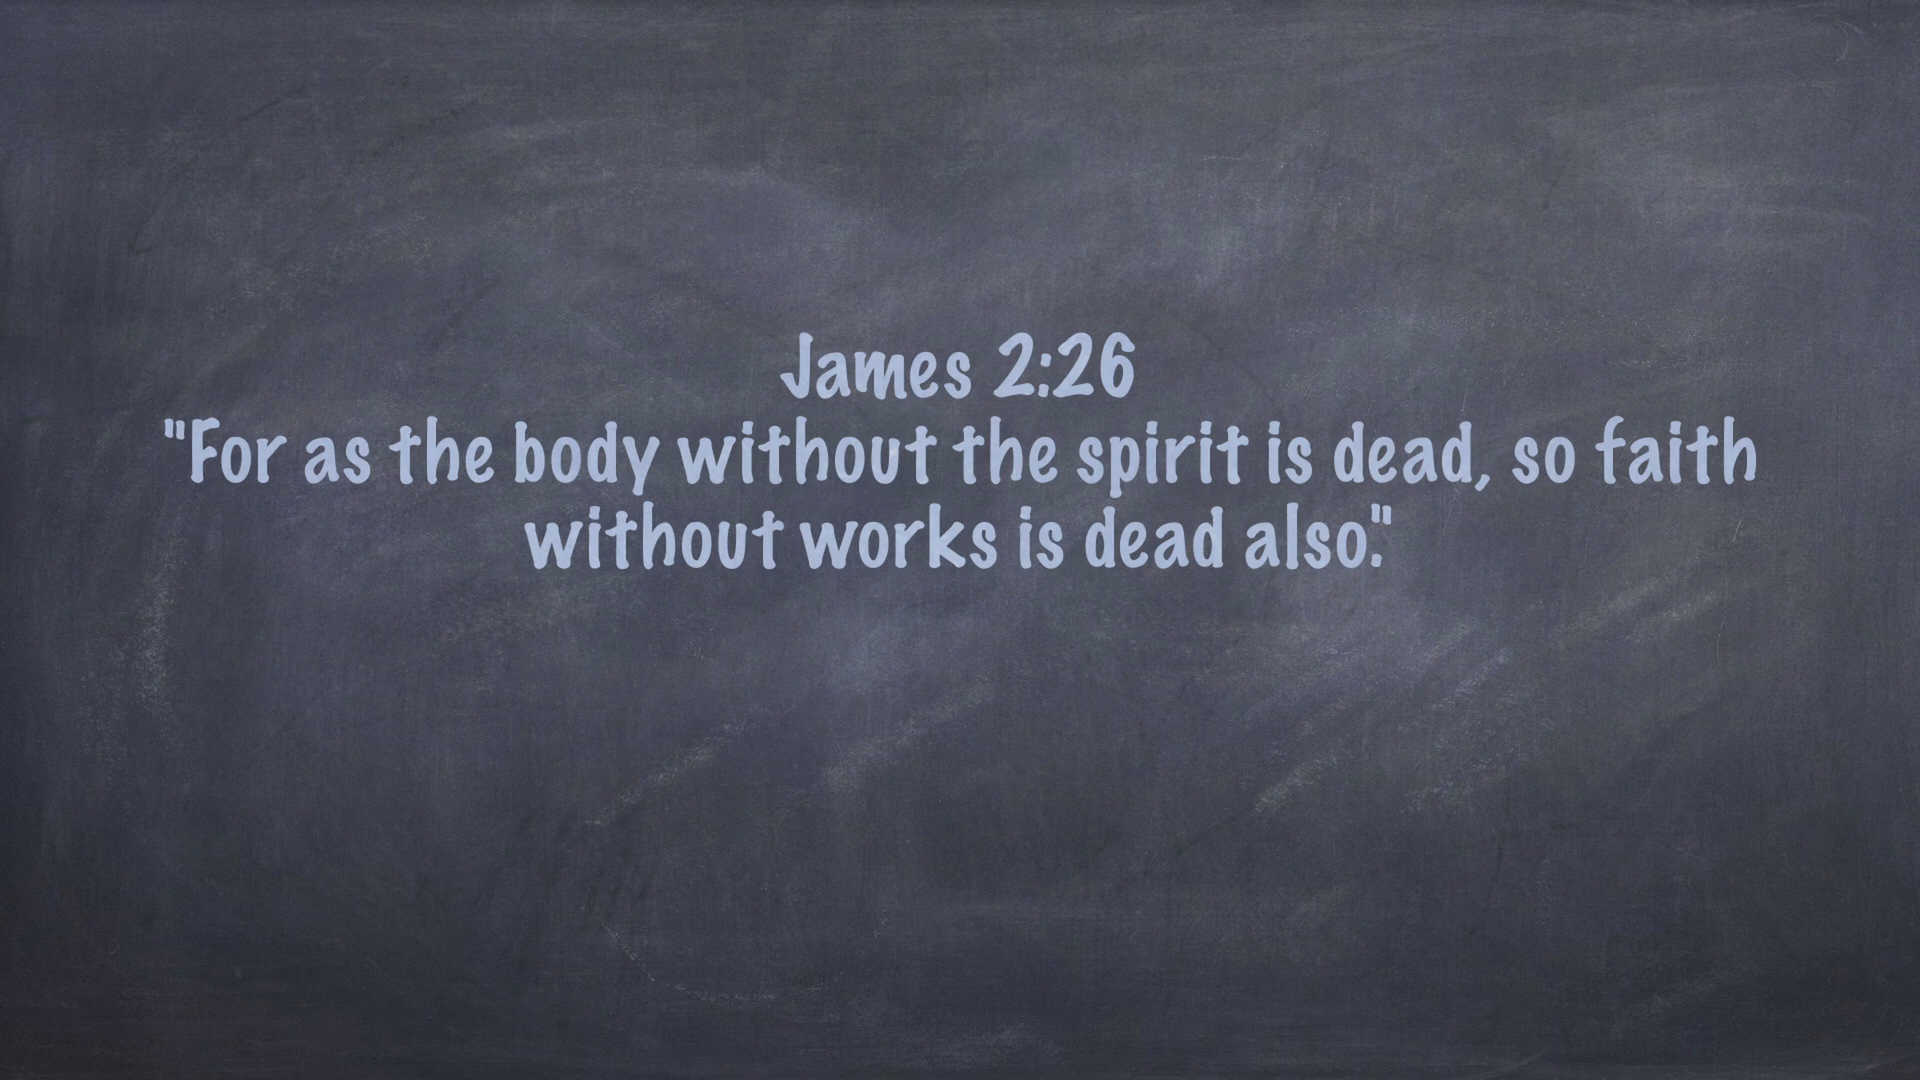 James 2:26
"For as the body without the spirit is dead, so faith
without works is dead also."